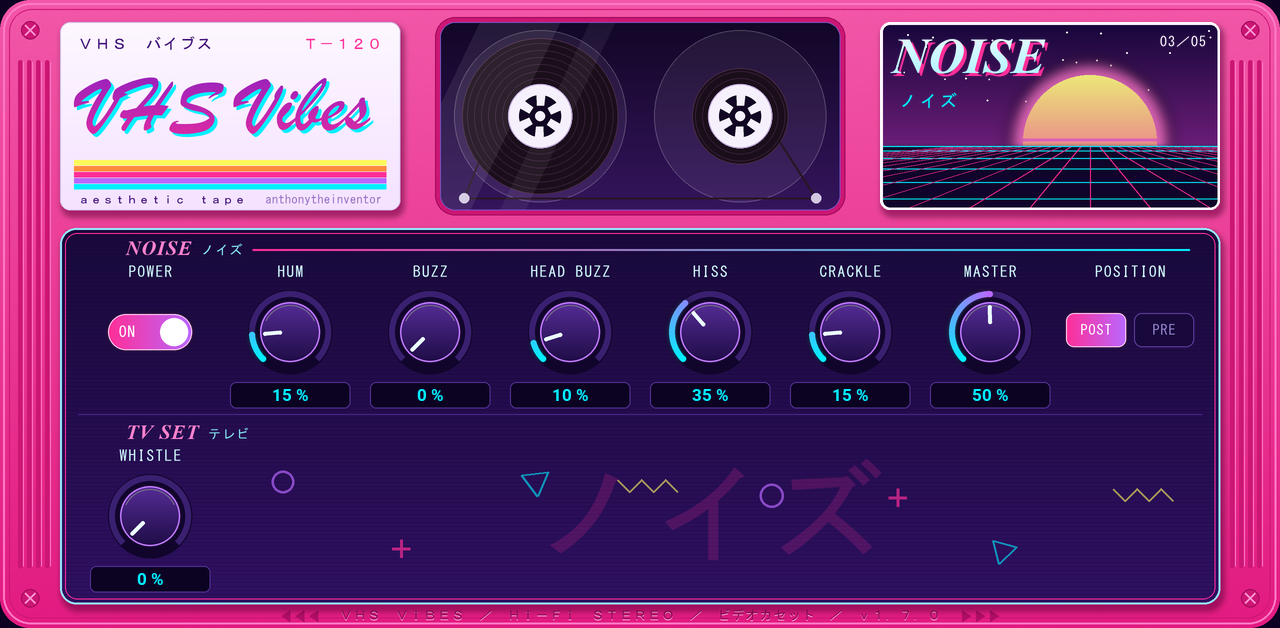 VHS バイブス T-120
VHS Vibes
aesthetic tape anthonytheinventor
NOISE
03/05
ノイズ
NOISE ノイズ
POWER HUM BUZZ HEAD BUZZ HISS CRACKLE MASTER POSITION
ON POST PRE
15 % 0 % 10 % 35 % 15 % 50 %
TV SET テレビ
WHISTLE
ノイズ
0 %
VHS VIBES / HI-FI STEREO / ビデオカセット / v1.7.0